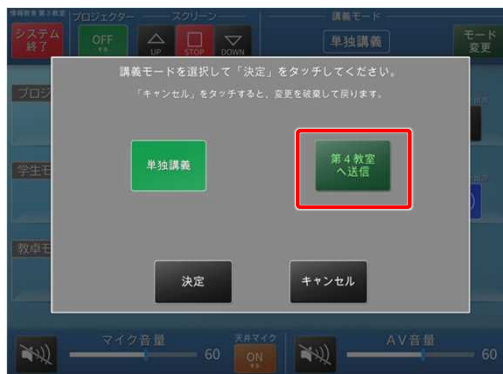 情報教育第3教室
プロジェクター
スクリーン
講義モード
システム
終了
OFF
する
UP
STOP
DOWN
単独講義
モード
変更
講義モードを選択して「決定」をタッチしてください。
「キャンセル」をタッチすると、変更を破棄して戻ります。
プロジ
単独講義
第4教室
へ送信
学生モ
教卓モ
決定
キャンセル
マイク音量
60
天井マイク
ON
する
AV音量
60